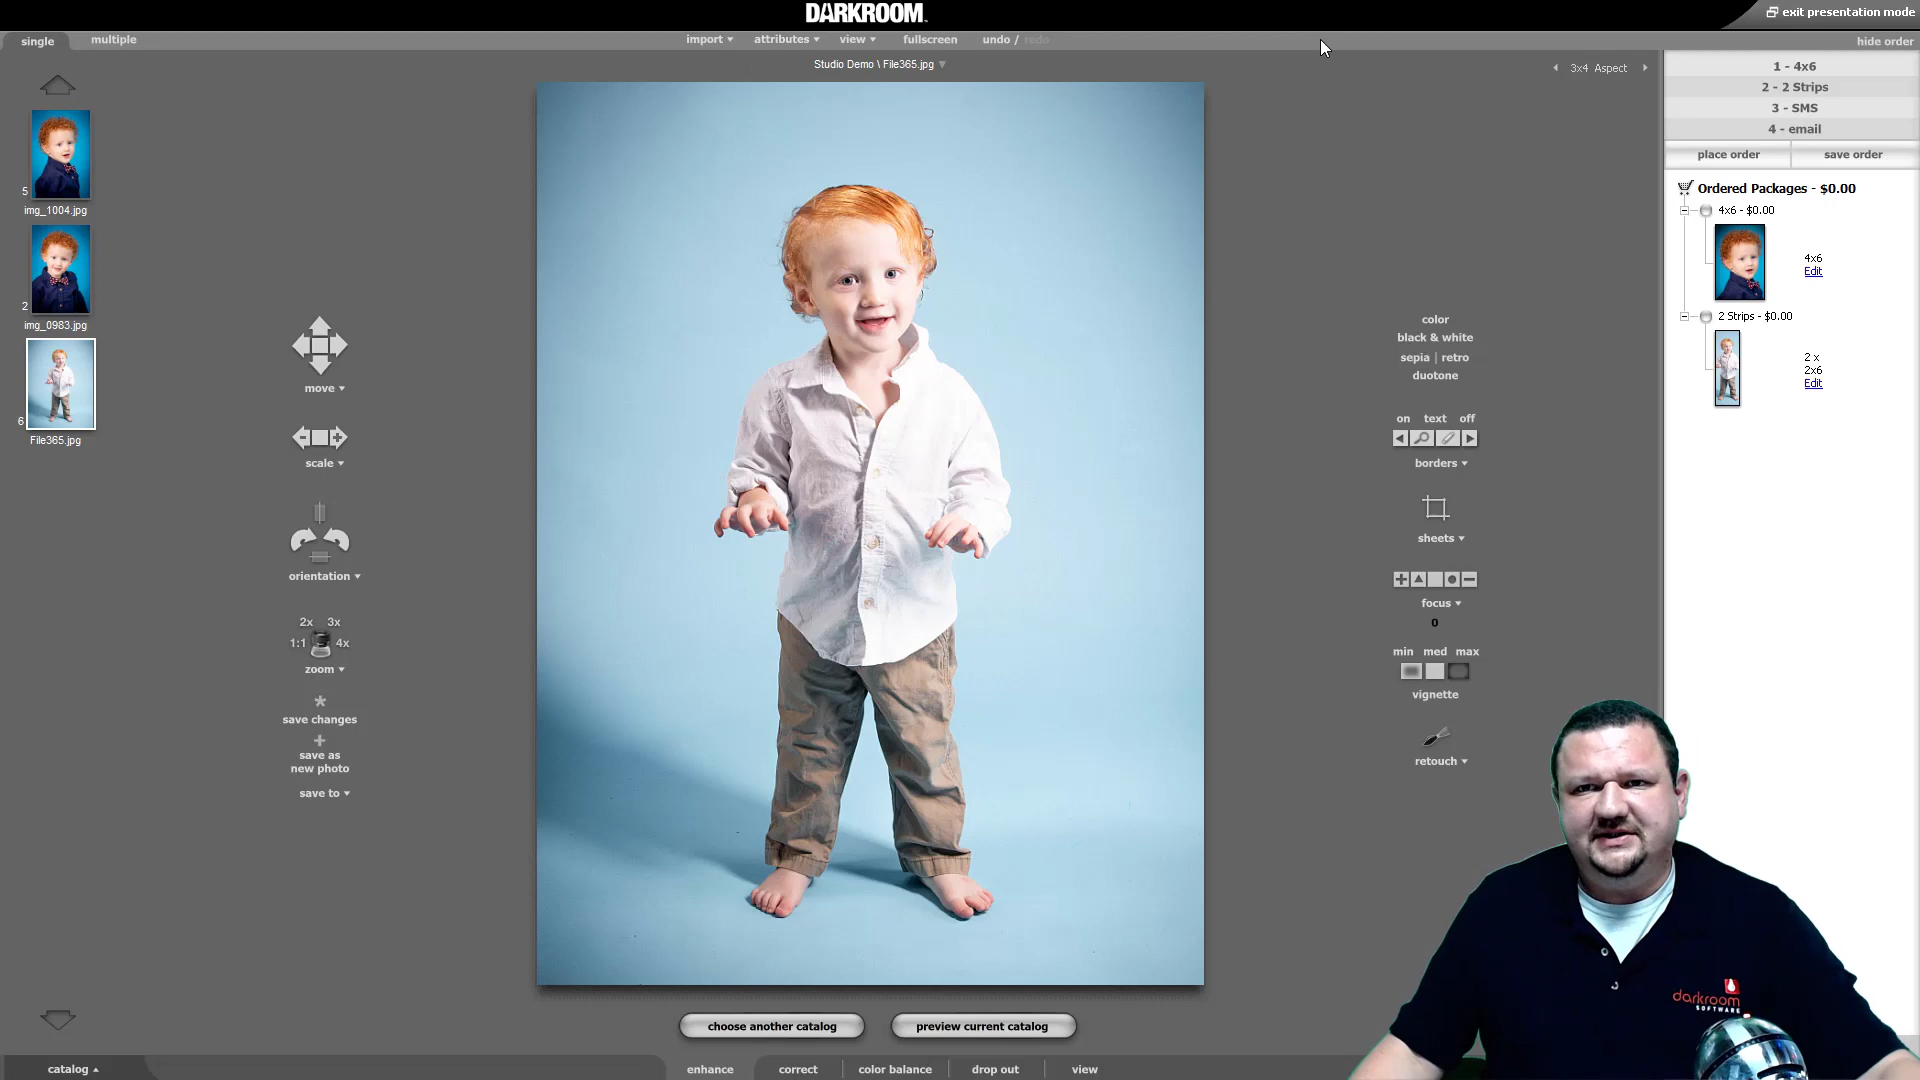 DARKROOM
exit presentation mode
single
multiple
import
attributes
view
fullscreen
undo / redo
hide order
Studio Demo \ File365.jpg
3x4 Aspect
1 - 4x6
2 - 2 Strips
3 - SMS
4 - email
place order
save order
Ordered Packages - $0.00
4x6 - $0.00
4x6
Edit
2 Strips - $0.00
2 x
2x6
Edit
5
img_1004.jpg
2
img_0983.jpg
6
File365.jpg
move
scale
orientation
2x 3x
1:1 4x
zoom
save changes
save as
new photo
save to
color
black & white
sepia | retro
duotone
on text off
borders
sheets
focus
0
min med max
vignette
retouch
darkroom
SOFTWARE
choose another catalog
preview current catalog
catalog
enhance
correct
color balance
drop out
view